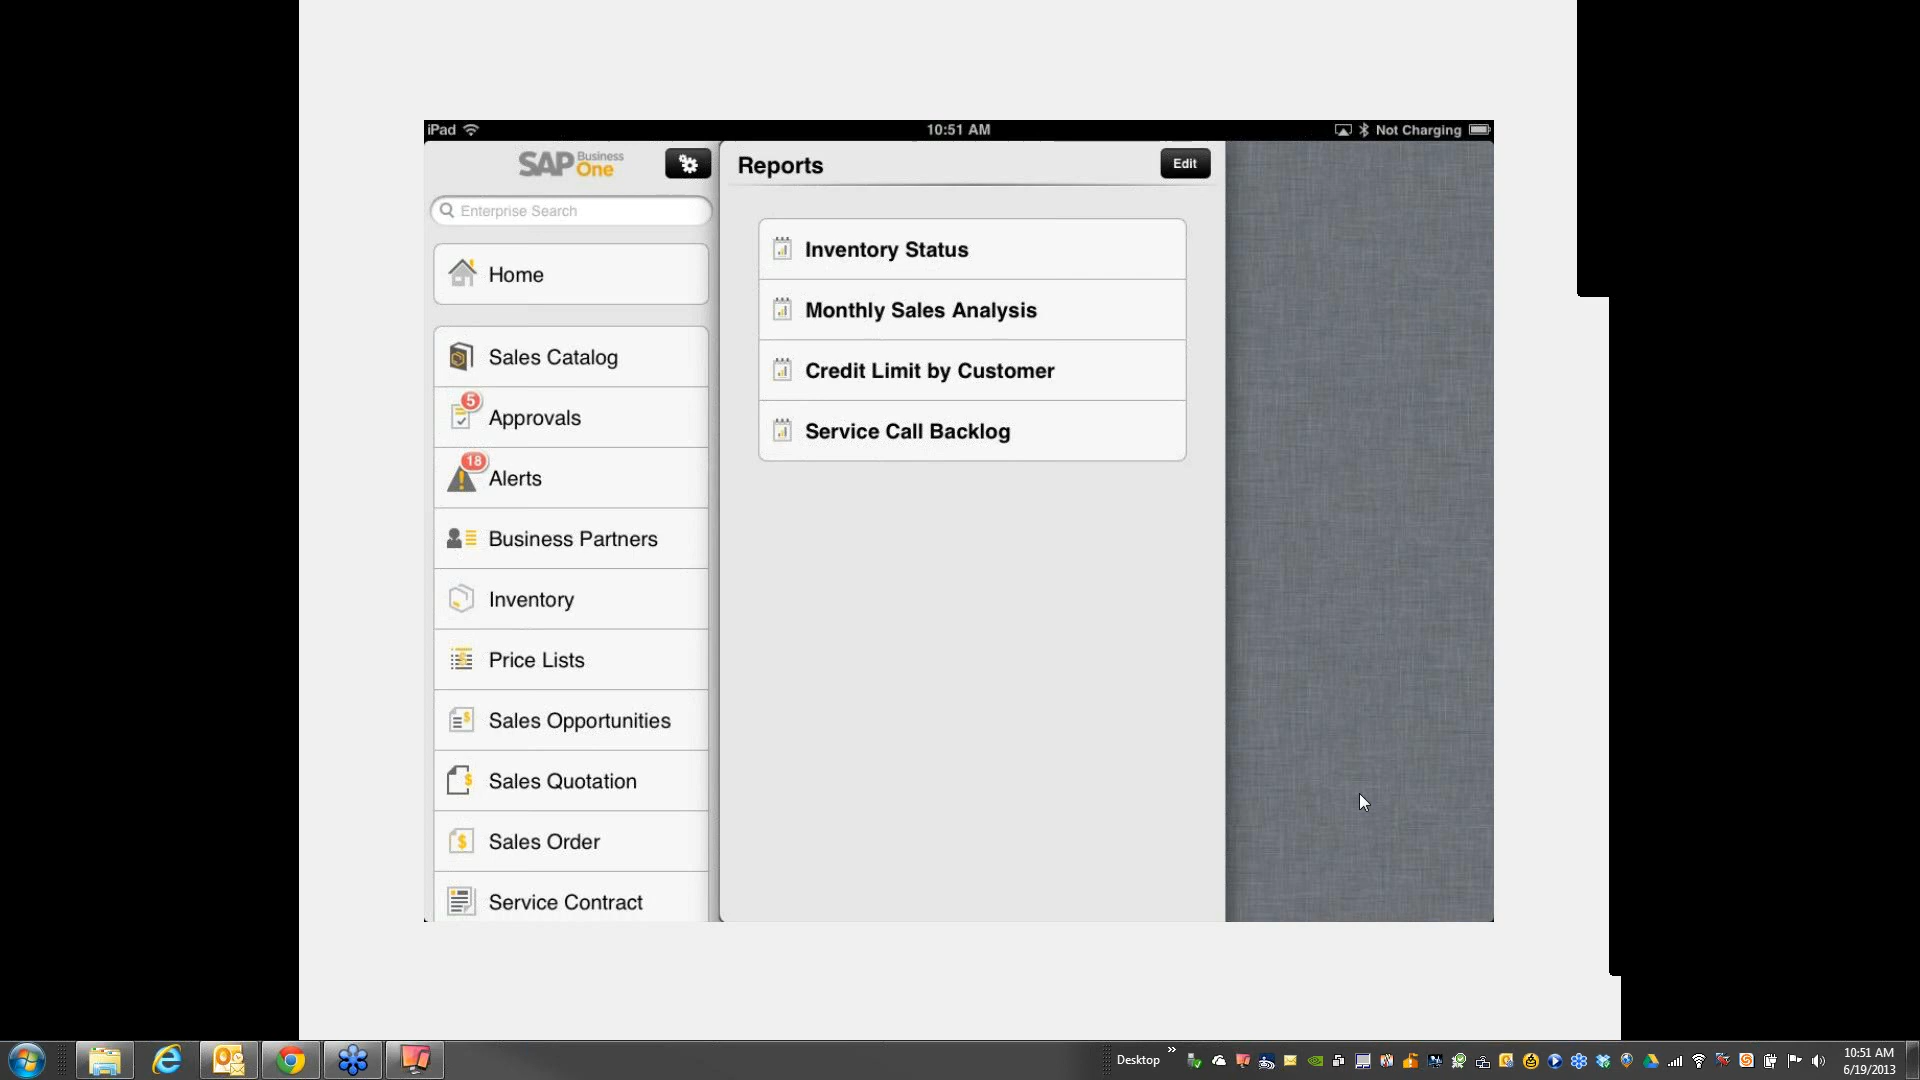 iPad
10:51 AM
Not Charging
SAP Business One
Enterprise Search
Home
Sales Catalog
5
Approvals
18
Alerts
Business Partners
Inventory
Price Lists
Sales Opportunities
Sales Quotation
Sales Order
Service Contract
Reports
Edit
Inventory Status
Monthly Sales Analysis
Credit Limit by Customer
Service Call Backlog
Desktop
10:51 AM
6/19/2013